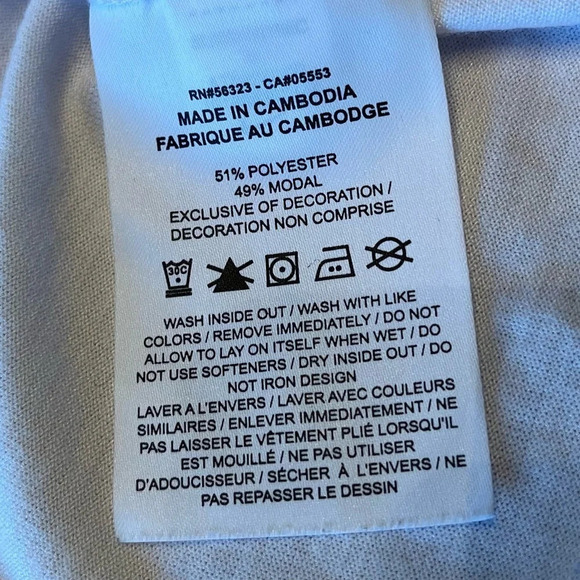 RN#56323 - CA#05553
MADE IN CAMBODIA
FABRIQUE AU CAMBODGE
51% POLYESTER
49% MODAL
EXCLUSIVE OF DECORATION /
DECORATION NON COMPRISE
30C
WASH INSIDE OUT / WASH WITH LIKE
COLORS / REMOVE IMMEDIATELY / DO NOT
ALLOW TO LAY ON ITSELF WHEN WET / DO
NOT USE SOFTENERS / DRY INSIDE OUT / DO
NOT IRON DESIGN
LAVER A L'ENVERS / LAVER AVEC COULEURS
SIMILAIRES / ENLEVER IMMEDIATEMENT / NE
PAS LAISSER LE VÊTEMENT PLIÉ LORSQU'IL
EST MOUILLÉ / NE PAS UTILISER
D'ADOUCISSEUR / SÉCHER À L'ENVERS / NE
PAS REPASSER LE DESSIN